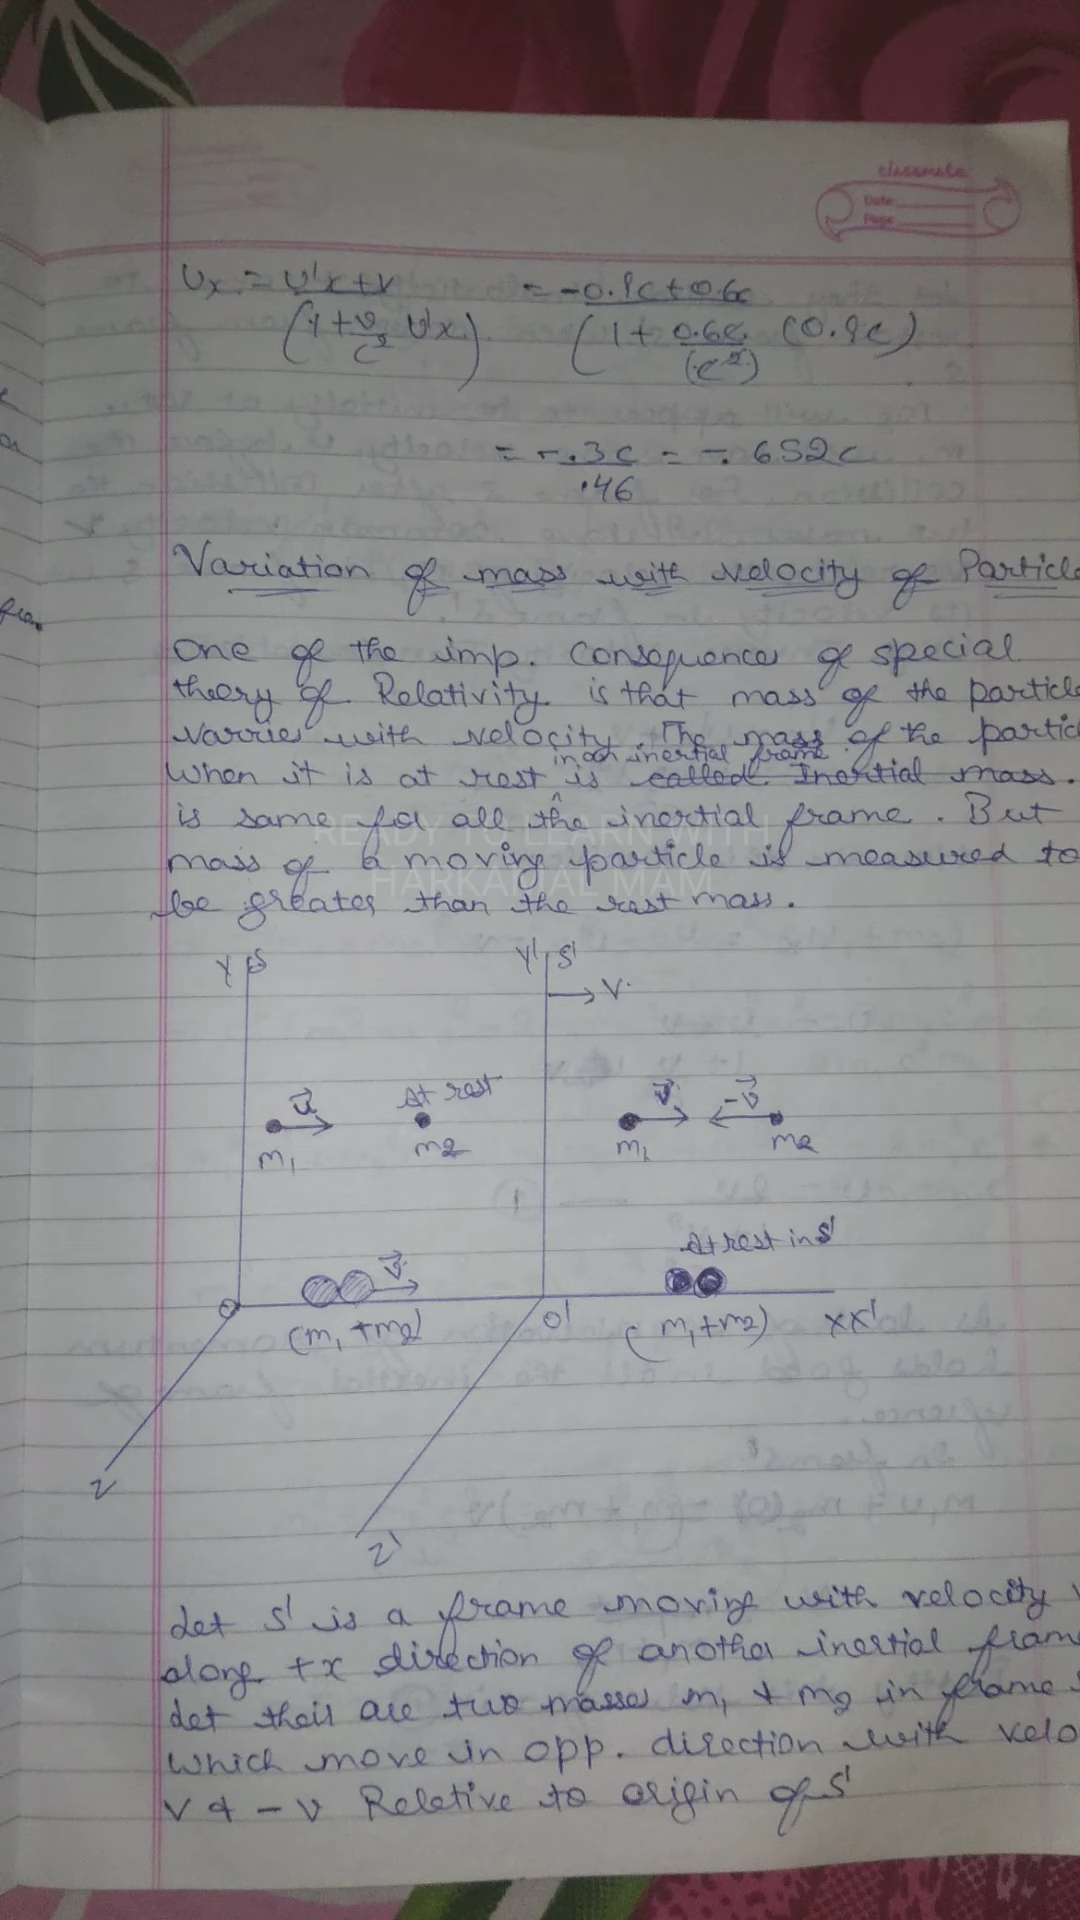 classmate
Date
Page
Ux = U'x + V = -0.9c + 0.6c
(1 + v/c² U'x) (1 + 0.6c/(c²) (0.9c)
= -.3c = -.652c
.46
Variation of mass with velocity of Particle
One of the imp. Consequences of special
theory of Relativity is that mass of the particle
varries with velocity. The mass of the partic
in an inertial frame
when it is at rest is called Inertial mass.
is same for all the inertial frame. But
mass of a moving particle is measured to
be greater than the rest mass.
READY TO LEARN WITH
HARKAMAL MAM
Y S Y' S'
→ V
u At rest V -V
m1 m2 m1 m2
At rest in S'
V
(m1 + m2) O' (m1 + m2) XX'
Z
Z'
Let S' is a frame moving with velocity V
along +x direction of another inertial frame
Let their are two masses m1 & m2 in frame S
which move in opp. direction with velo
V & -V Relative to origin of S'